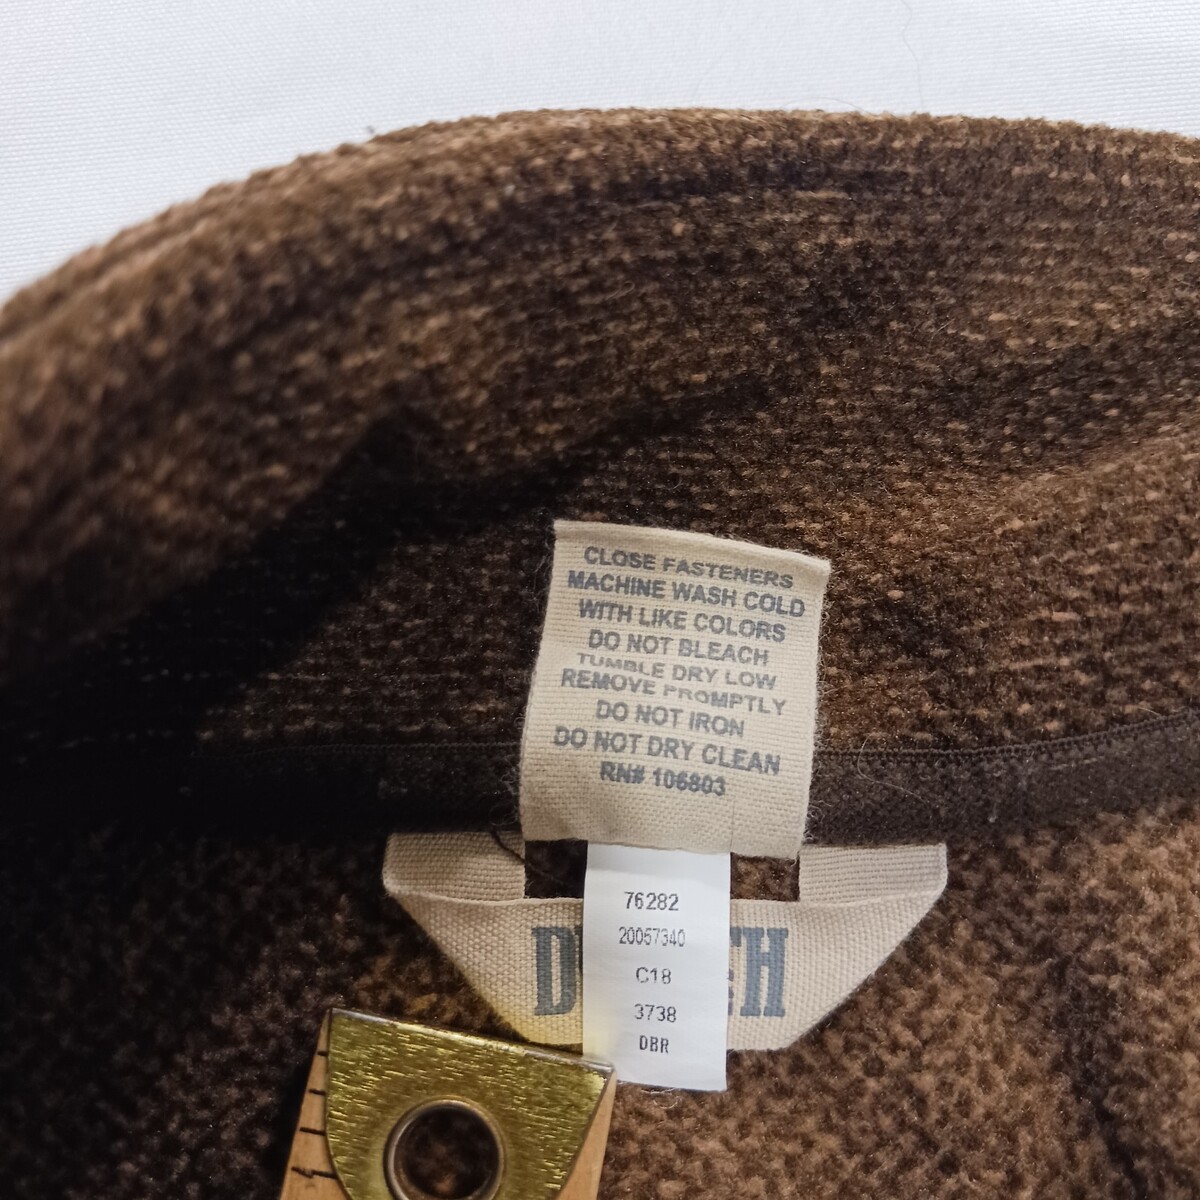 CLOSE FASTENERS
MACHINE WASH COLD
WITH LIKE COLORS
DO NOT BLEACH
TUMBLE DRY LOW
REMOVE PROMPTLY
DO NOT IRON
DO NOT DRY CLEAN
RN# 106803
76282
20057340
C18
3738
DBR